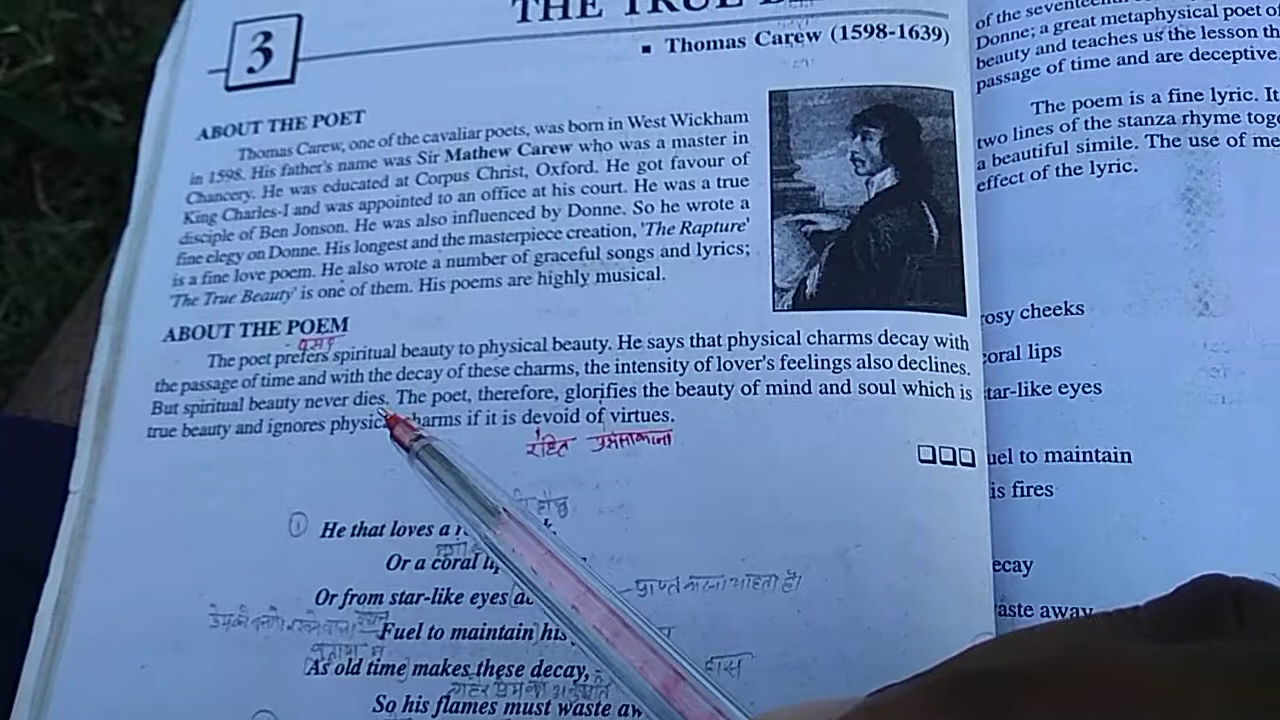 3
THE TRUE
▪ Thomas Carew (1598-1639)
ABOUT THE POET
Thomas Carew, one of the cavaliar poets, was born in West Wickham
in 1598. His father's name was Sir Mathew Carew who was a master in
Chancery. He was educated at Corpus Christ, Oxford. He got favour of
King Charles-I and was appointed to an office at his court. He was a true
disciple of Ben Jonson. He was also influenced by Donne. So he wrote a
fine elegy on Donne. His longest and the masterpiece creation, 'The Rapture'
is a fine love poem. He also wrote a number of graceful songs and lyrics;
'The True Beauty' is one of them. His poems are highly musical.
ABOUT THE POEM
The poet prefers spiritual beauty to physical beauty. He says that physical charms decay with
the passage of time and with the decay of these charms, the intensity of lover's feelings also declines.
But spiritual beauty never dies. The poet, therefore, glorifies the beauty of mind and soul which is
true beauty and ignores physic charms if it is devoid of virtues.
रहित
① He that loves a
Or a coral
Or from star-like eyes
प्राप्त करना चाहता है।
Fuel to maintain his
As old time makes these decay,
So his flames must waste
of the seventeen
Donne; a great metaphysical poet of
beauty and teaches us the lesson th
passage of time and are deceptive.
The poem is a fine lyric. It
two lines of the stanza rhyme toge
a beautiful simile. The use of me
effect of the lyric.
osy cheeks
coral lips
tar-like eyes
uel to maintain
is fires
ecay
aste away